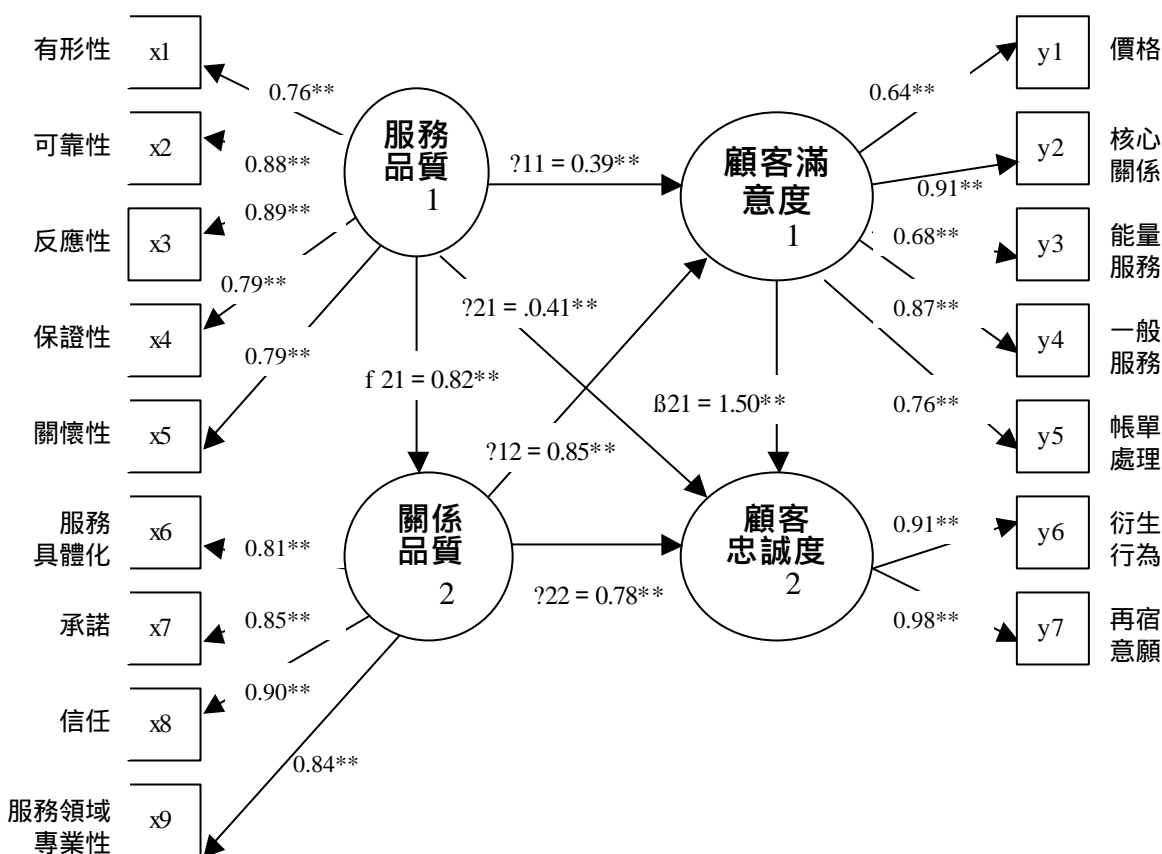 有形性
x1
0.76**
可靠性
x2
0.88**
反應性
x3
0.89**
保證性
x4
0.79**
關懷性
x5
0.79**
服務
具體化
x6
0.81**
承諾
x7
0.85**
信任
x8
0.90**
服務領域
專業性
x9
0.84**
服務
品質
1
?11 = 0.39**
?21 = .0.41**
f 21 = 0.82**
?12 = 0.85**
關係
品質
2
?22 = 0.78**
顧客滿
意度
1
ß21 = 1.50**
顧客
忠誠度
2
0.64**
y1
價格
0.91**
y2
核心
關係
0.68**
y3
能量
服務
0.87**
y4
一般
服務
0.76**
y5
帳單
處理
0.91**
y6
衍生
行為
0.98**
y7
再宿
意願